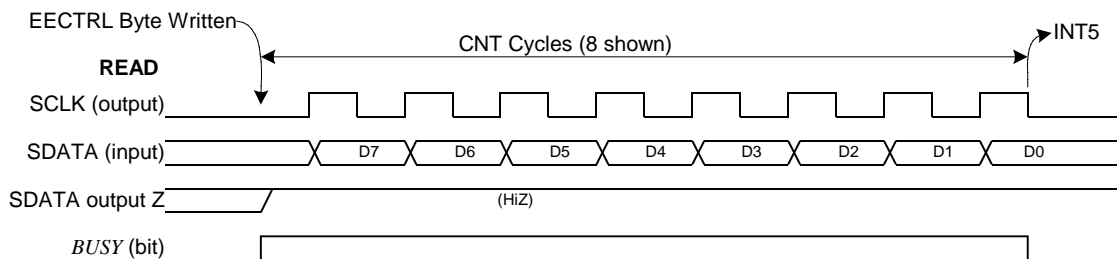 EECTRL Byte Written
CNT Cycles (8 shown)
INT5
READ
SCLK (output)
SDATA (input)
D7 D6 D5 D4 D3 D2 D1 D0
SDATA output Z
(HiZ)
BUSY (bit)